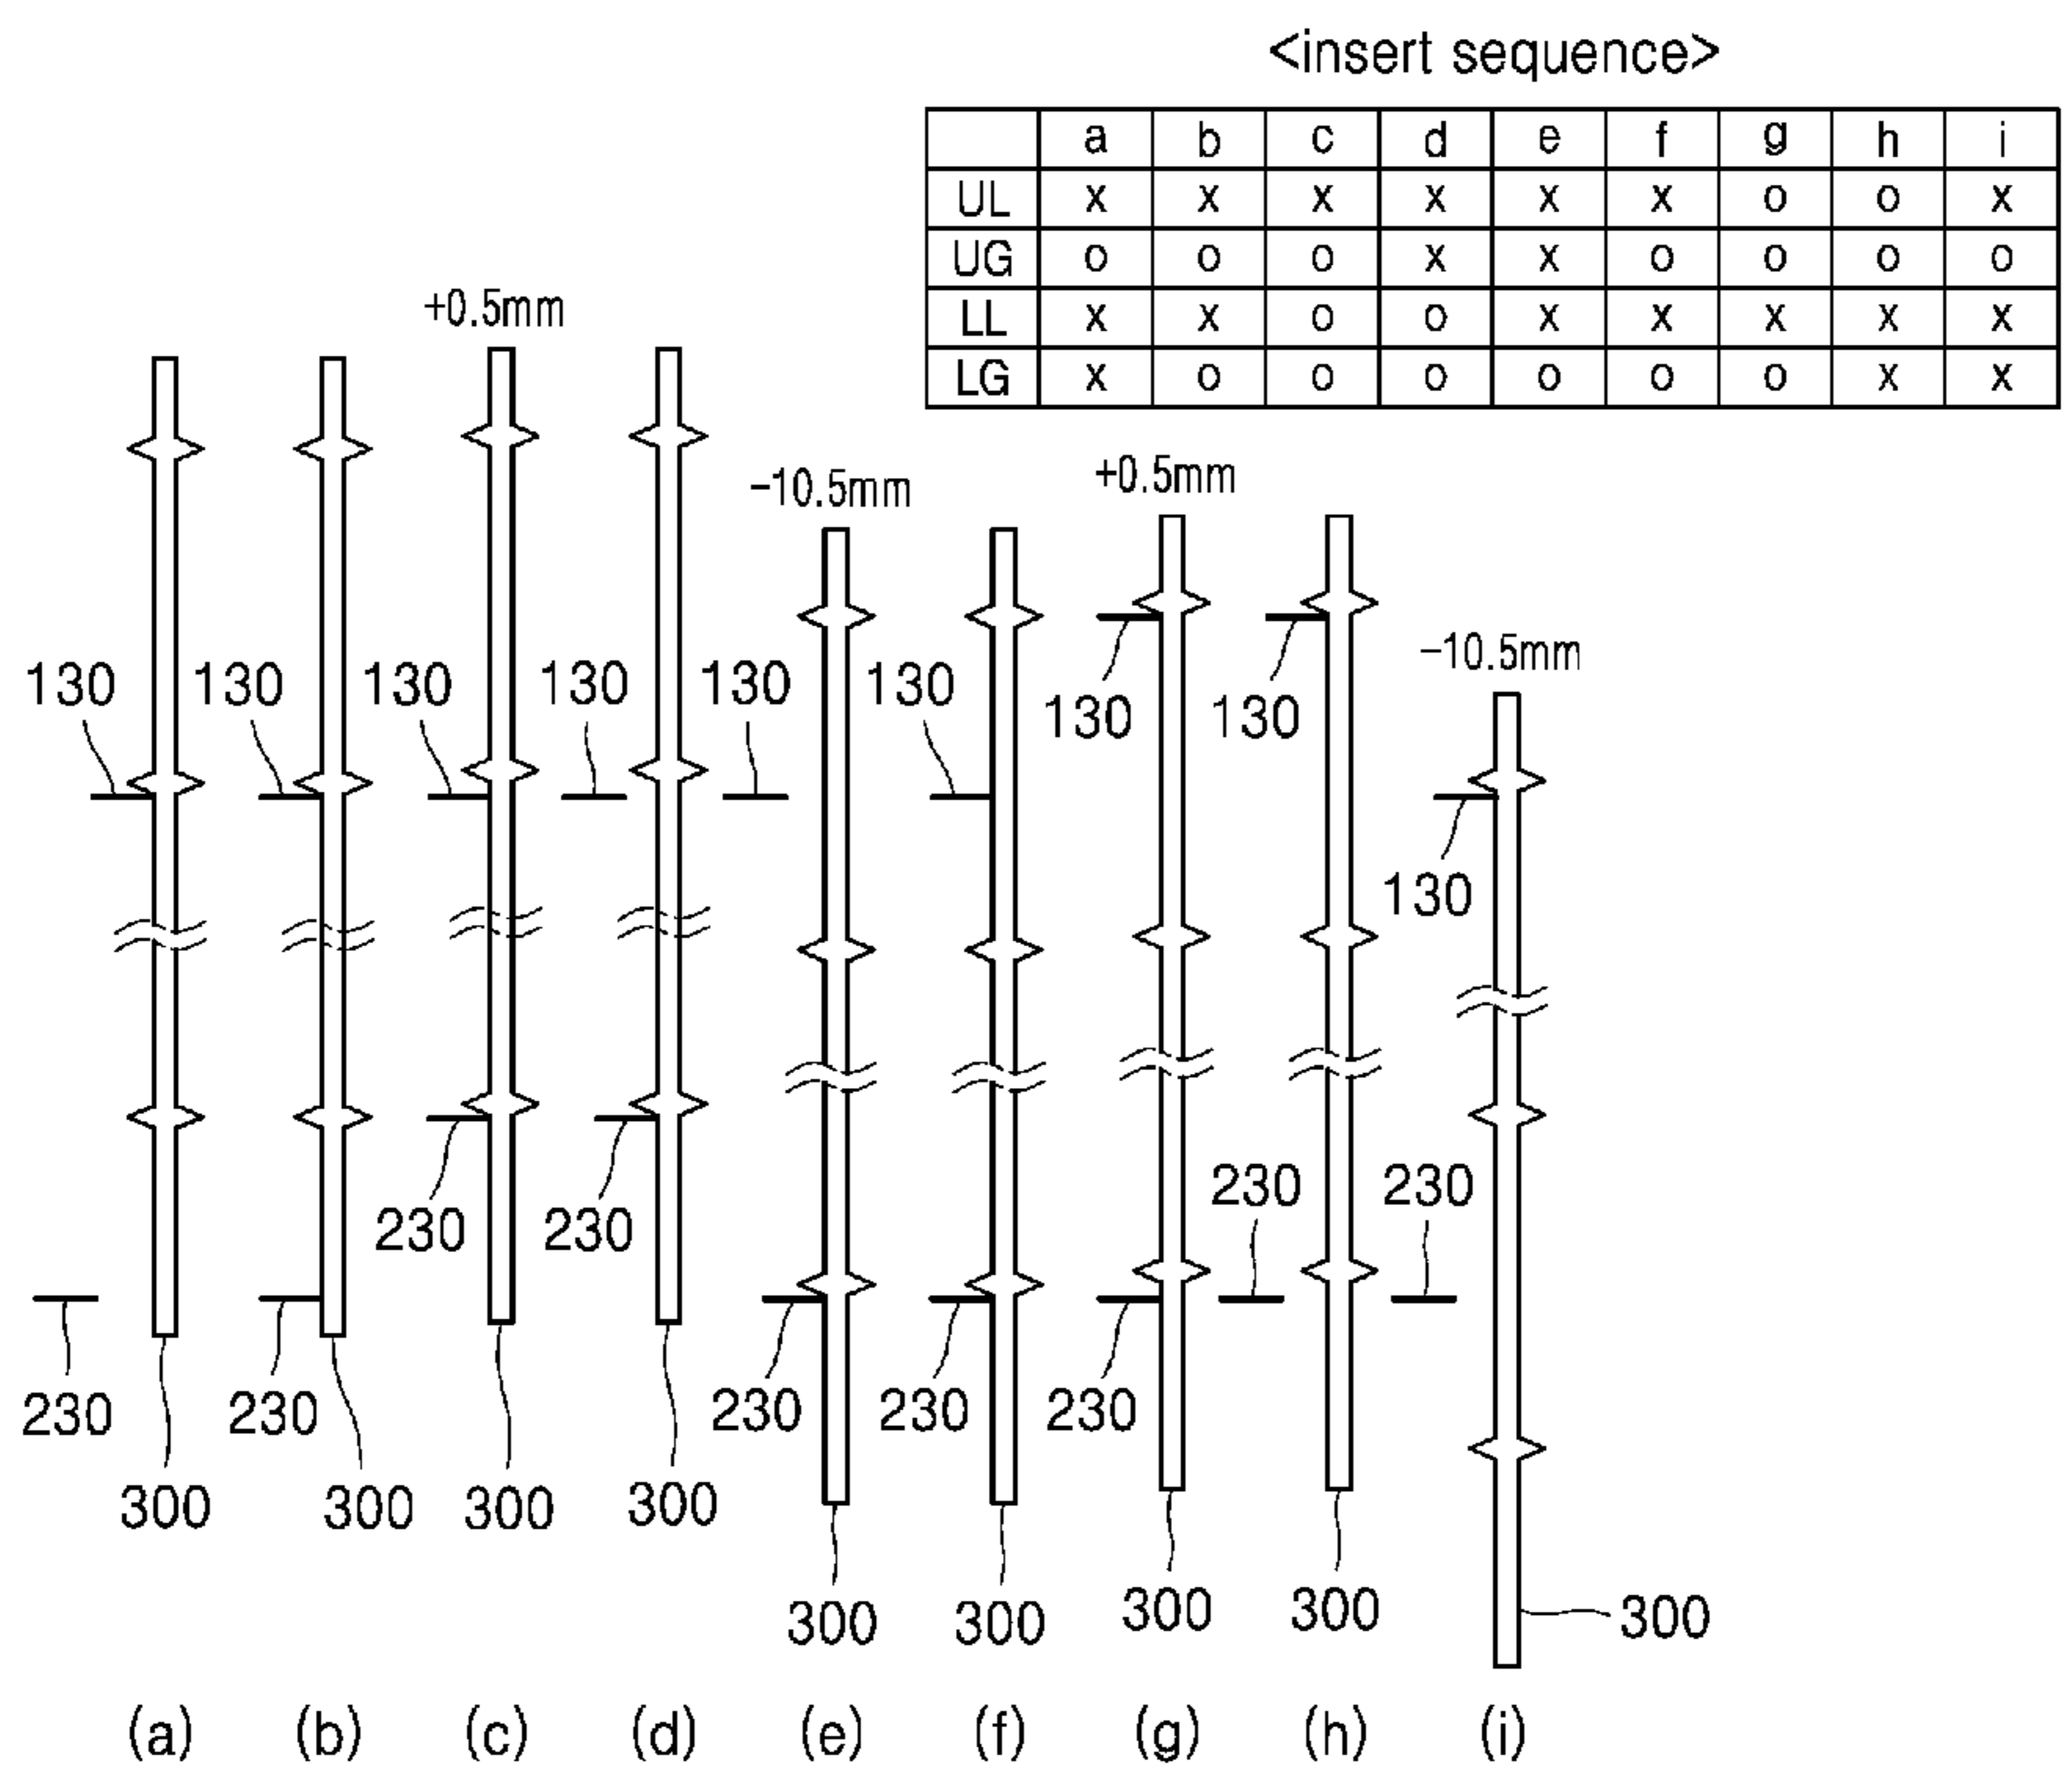 <insert sequence>
a b c d e f g h i
UL x x x x x x o o x
UG o o o x x o o o o
LL x x o o x x x x x
LG x o o o o o o x x
+0.5mm
-10.5mm
+0.5mm
-10.5mm
130 130 130 130 130 130
130 130
130
230 230
230 230
230 230 230 230 230
300 300 300 300
300 300 300 300 300
(a) (b) (c) (d) (e) (f) (g) (h) (i)